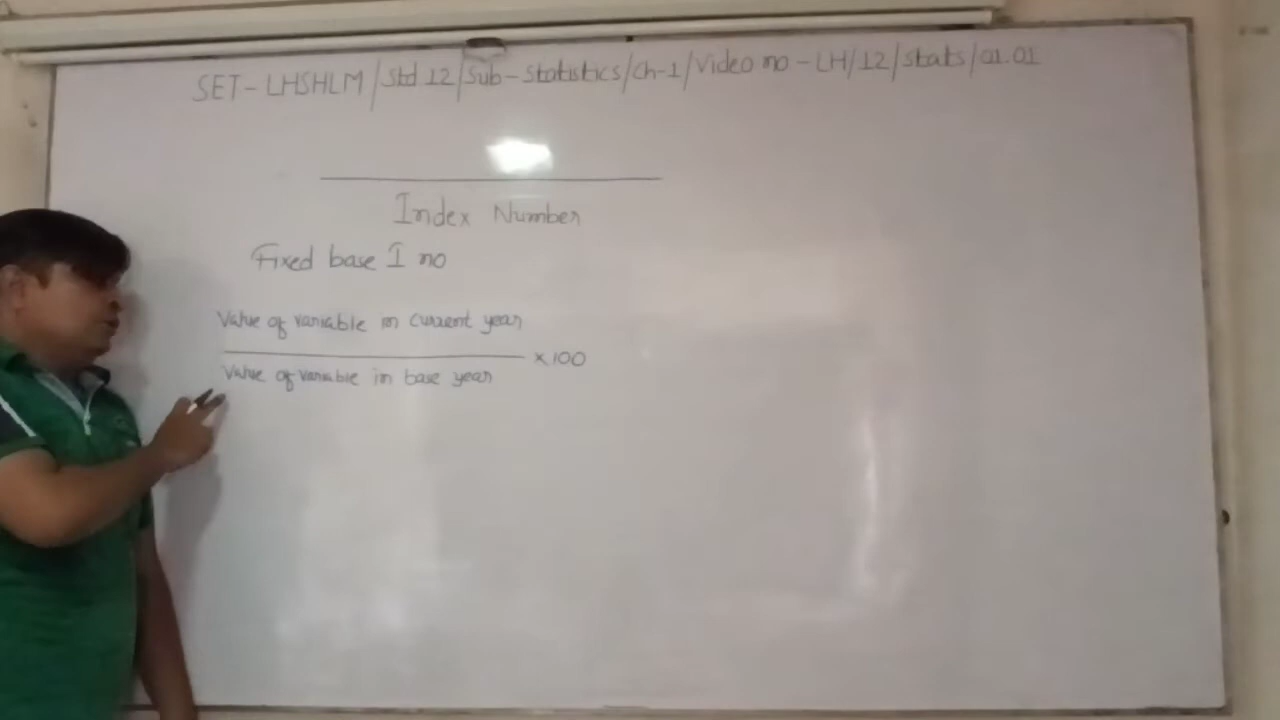 SET - LHSHLM / Std 12 / Sub - Statistics / Ch-1 / Video no - LH / 12 / Stats / 01.01
Index Number
Fixed base I no
Value of variable in current year
× 100
Value of variable in base year